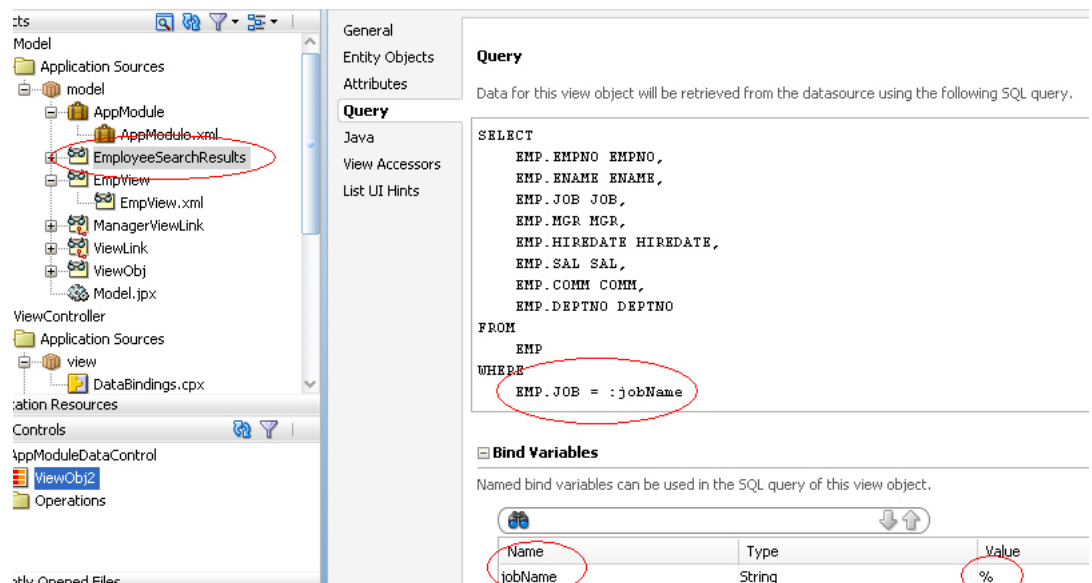 cts
Model
Application Sources
model
AppModule
AppModule.xml
EmployeeSearchResults
EmpView
EmpView.xml
ManagerViewLink
ViewLink
ViewObj
Model.jpx
ViewController
Application Sources
view
DataBindings.cpx
cation Resources
Controls
AppModuleDataControl
ViewObj2
Operations
ntly Opened Files
General
Entity Objects
Attributes
Query
Java
View Accessors
List UI Hints
Query
Data for this view object will be retrieved from the datasource using the following SQL query.
SELECT
EMP.EMPNO EMPNO,
EMP.ENAME ENAME,
EMP.JOB JOB,
EMP.MGR MGR,
EMP.HIREDATE HIREDATE,
EMP.SAL SAL,
EMP.COMM COMM,
EMP.DEPTNO DEPTNO
FROM
EMP
WHERE
EMP.JOB = :jobName
Bind Variables
Named bind variables can be used in the SQL query of this view object.
Name Type Value
jobName String %